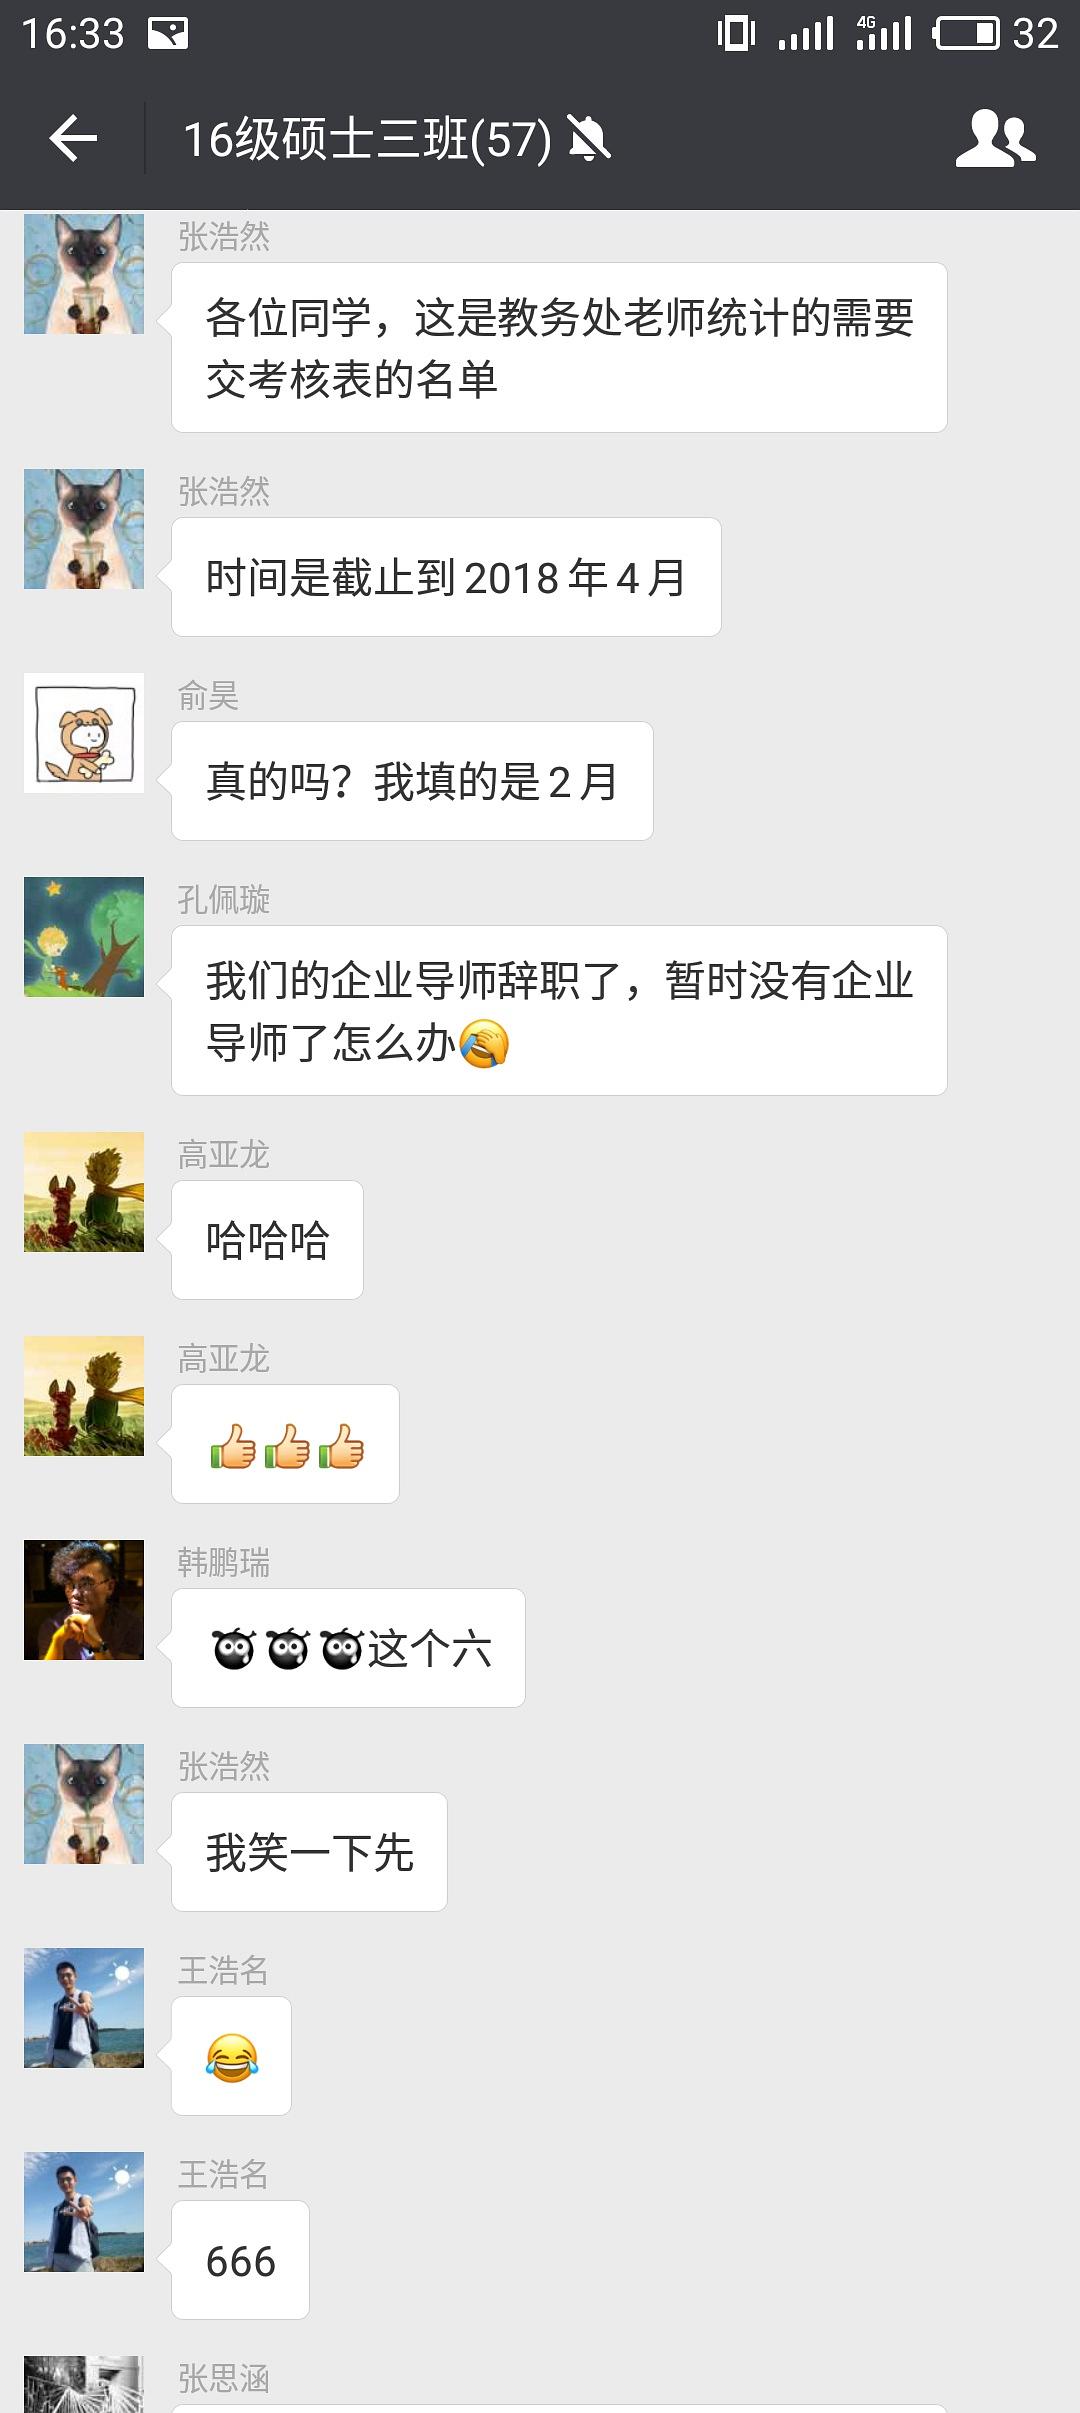 16:33
4G
32
16级硕士三班(57)
张浩然
各位同学，这是教务处老师统计的需要
交考核表的名单
张浩然
时间是截止到2018年4月
俞昊
真的吗？我填的是2月
孔佩璇
我们的企业导师辞职了，暂时没有企业
导师了怎么办🤦
高亚龙
哈哈哈
高亚龙
👍👍👍
韩鹏瑞
这个六
张浩然
我笑一下先
王浩名
😂
王浩名
666
张思涵